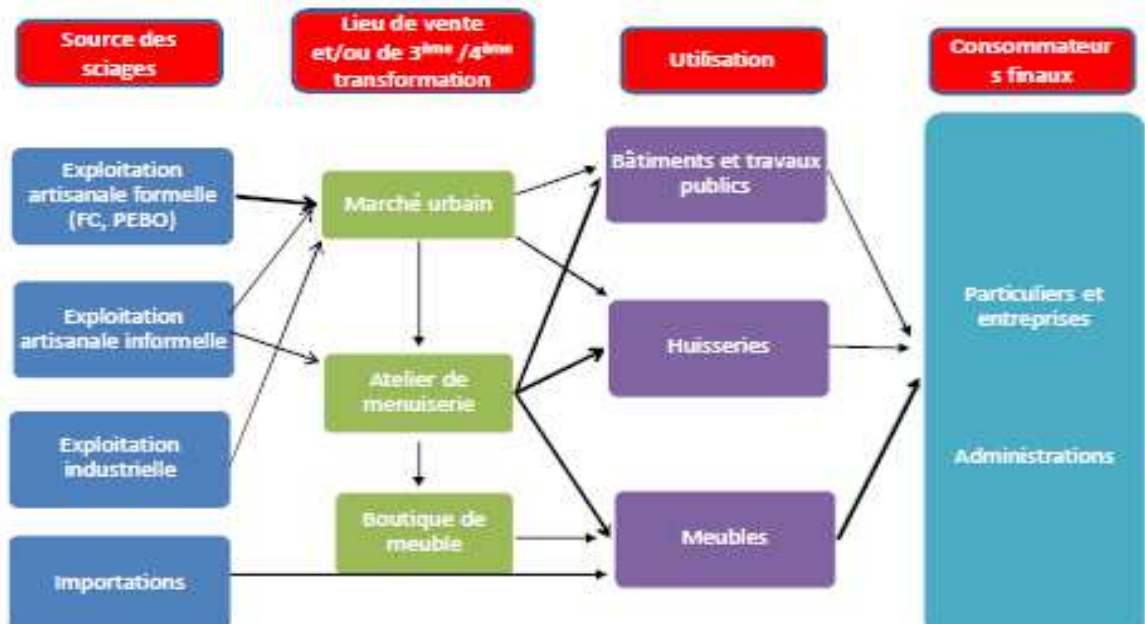 Source des
sciages
Lieu de vente
et/ou de 3ième /4ième
transformation
Utilisation
Consommateur
s finaux
Exploitation
artisanale formelle
(FC, PEBO)
Exploitation
artisanale informelle
Exploitation
industrielle
Importations
Marché urbain
Atelier de
menuiserie
Boutique de
meuble
Bâtiments et travaux
publics
Huisseries
Meubles
Particuliers et
entreprises
Administrations